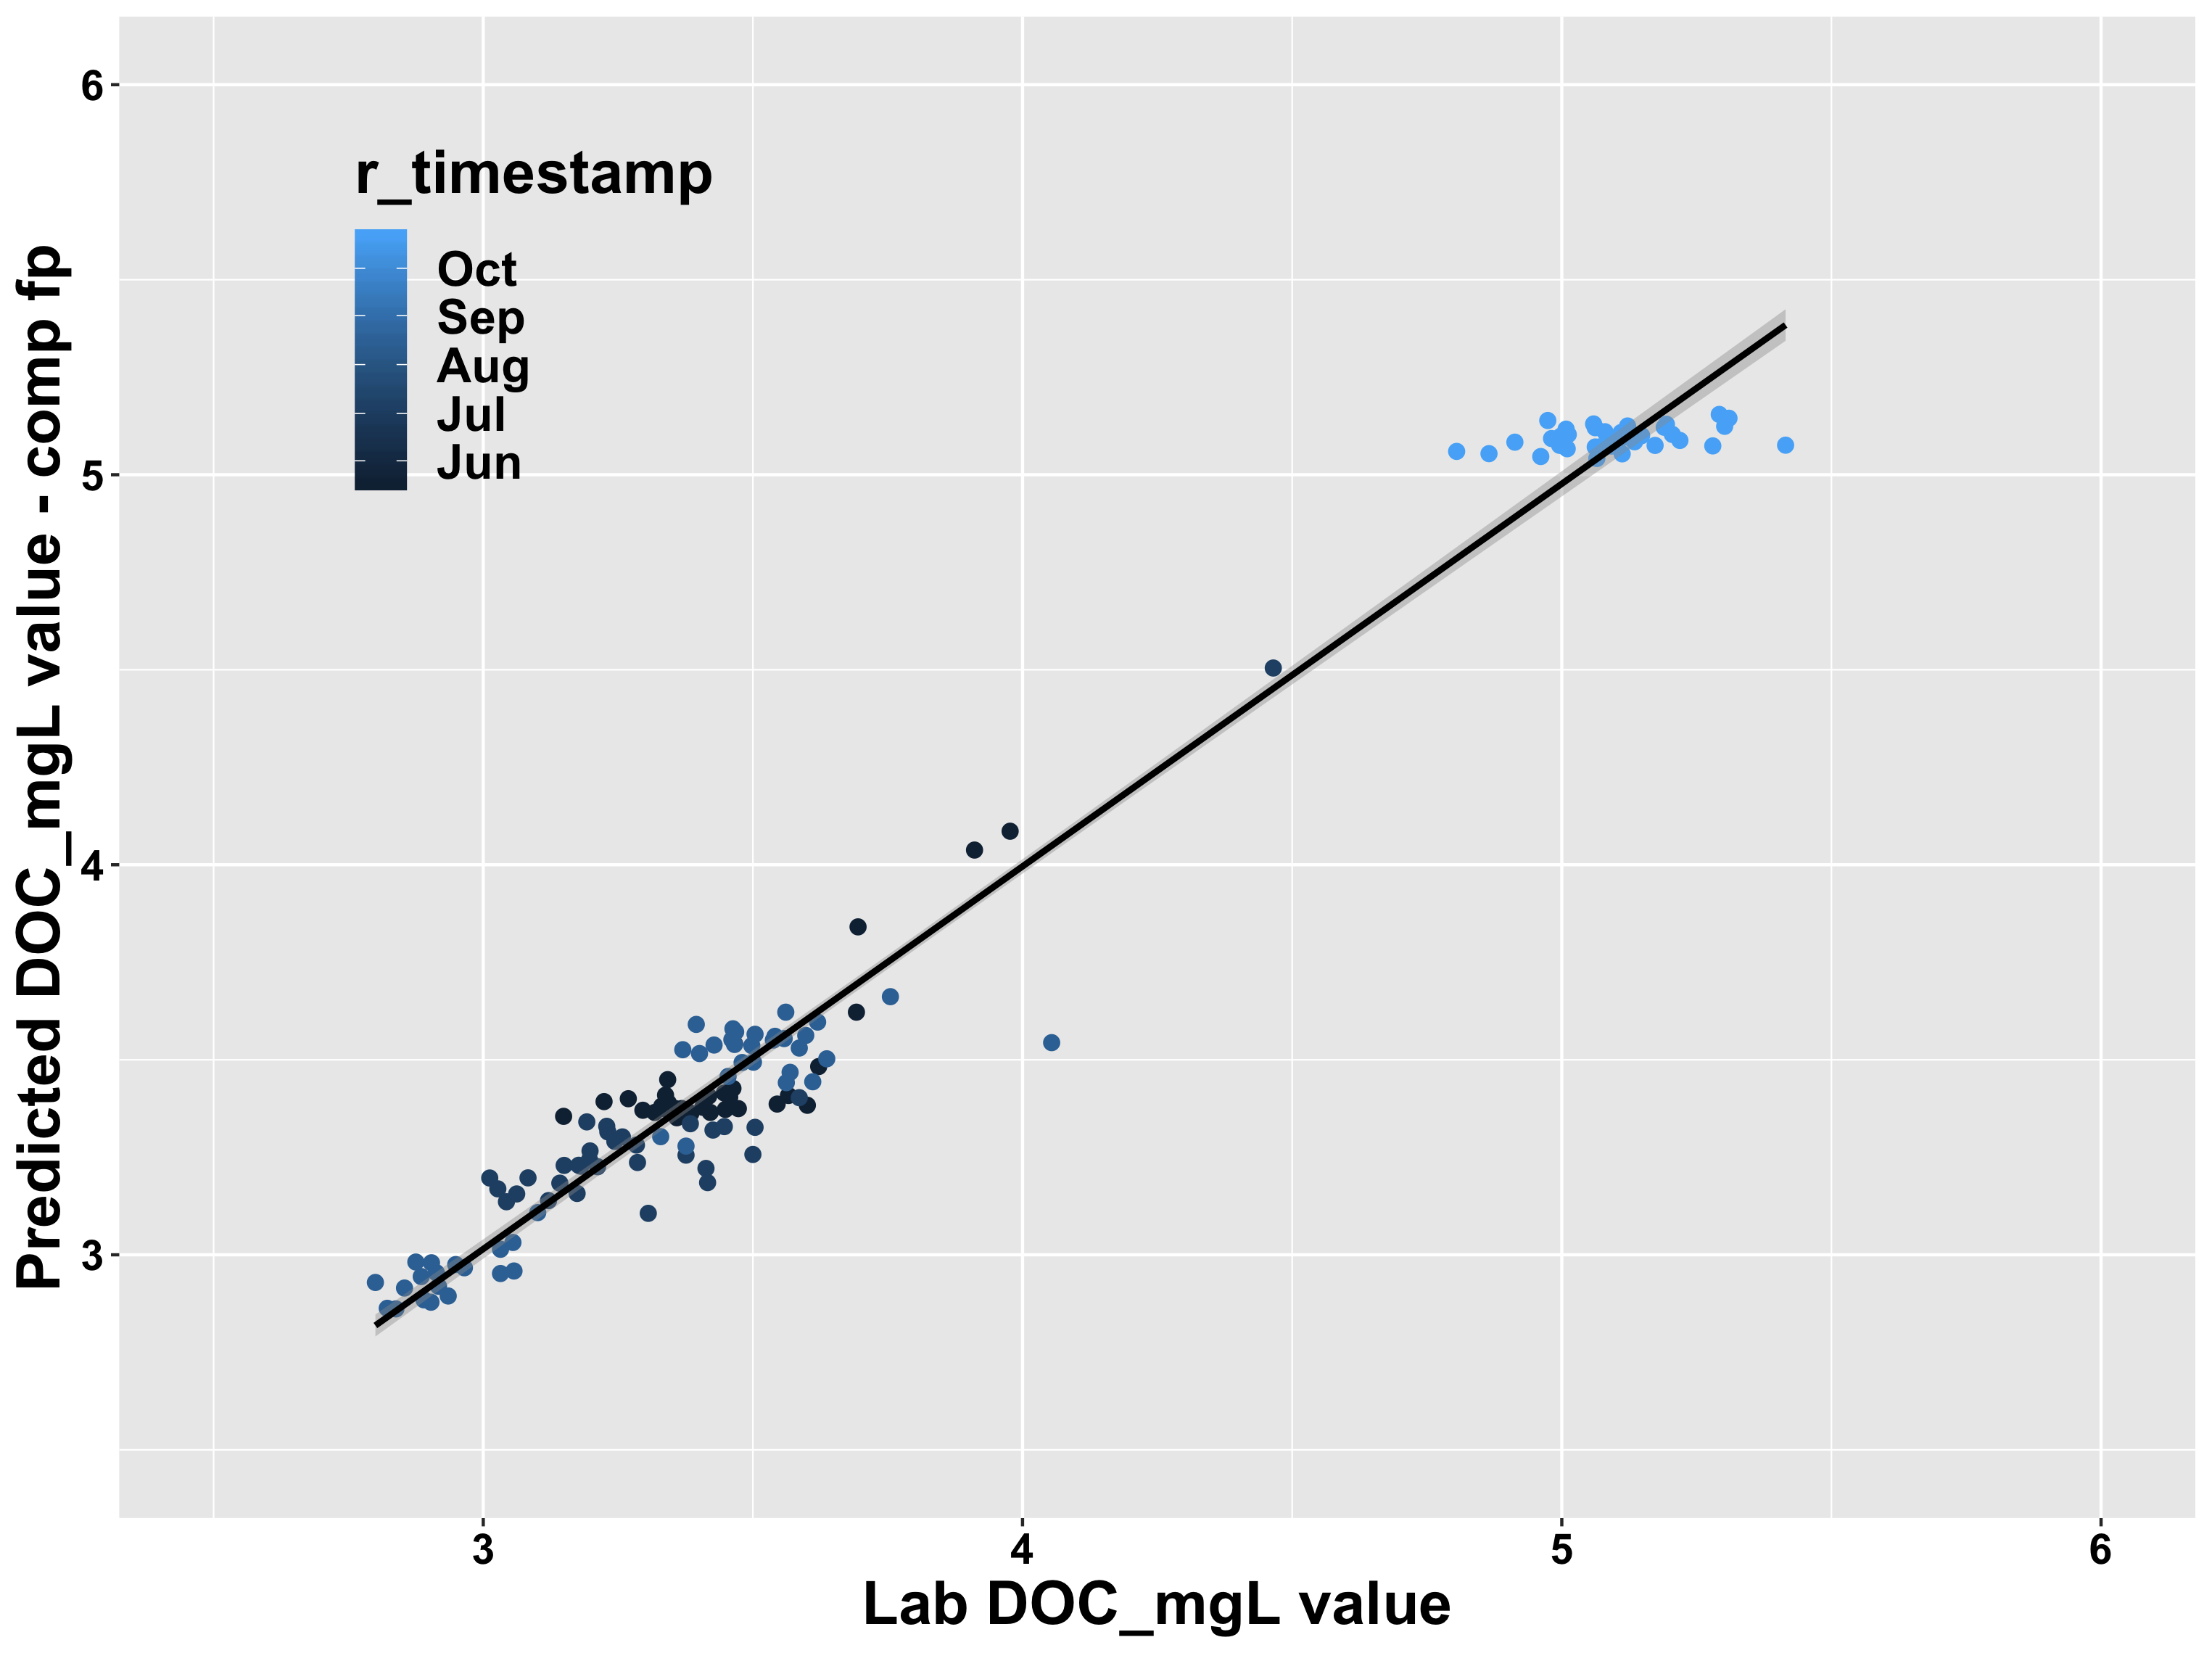 Predicted DOC_mgL value - comp fp
6
5
4
3
r_timestamp
Oct
Sep
Aug
Jul
Jun
3
4
5
6
Lab DOC_mgL value